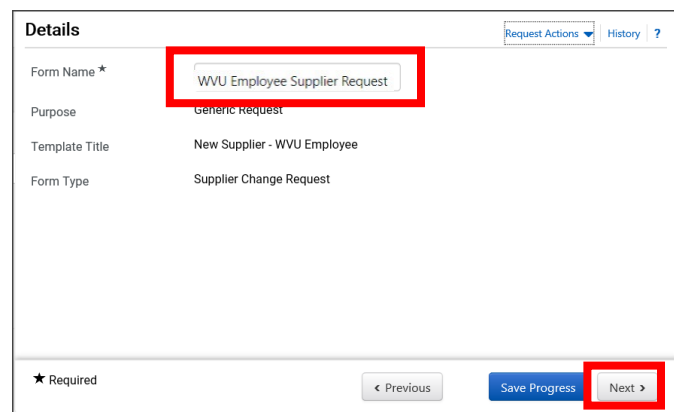 Details
Request Actions History ?
Form Name ★ WVU Employee Supplier Request
Purpose Generic Request
Template Title New Supplier - WVU Employee
Form Type Supplier Change Request
★ Required ‹ Previous Save Progress Next ›